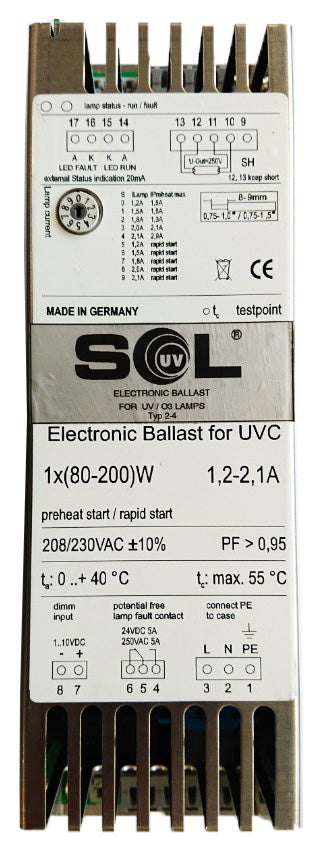 lamp status - run / fault
17 16 15 14
A K K A
LED FAULT LED RUN
external Status indication 20mA
13 12 11 10 9
U-Out=250V
SH
12, 13 keep short
Lamp current
S ILamp IPreheat max.
0 1,2A 1,8A
1 1,5A 1,8A
2 1,8A 1,3A
3 2,0A 2,1A
4 2,1A 2,9A
5 1,2A rapid start
6 1,5A rapid start
7 1,8A rapid start
8 2,0A rapid start
9 2,1A rapid start
8-9mm
0,75- 1,0 / 0,75-1,5
CE
MADE IN GERMANY
tc testpoint
SOL UV ®
ELECTRONIC BALLAST
FOR UV / O3 LAMPS
Typ 2-4
Electronic Ballast for UVC
1x(80-200)W 1,2-2,1A
preheat start / rapid start
208/230VAC ±10% PF > 0,95
ta: 0 ..+ 40 °C tc: max. 55 °C
dimm
input
1..10VDC
- +
8 7
potential free
lamp fault contact
24VDC 5A
250VAC 5A
6 5 4
connect PE
to case
L N PE
3 2 1